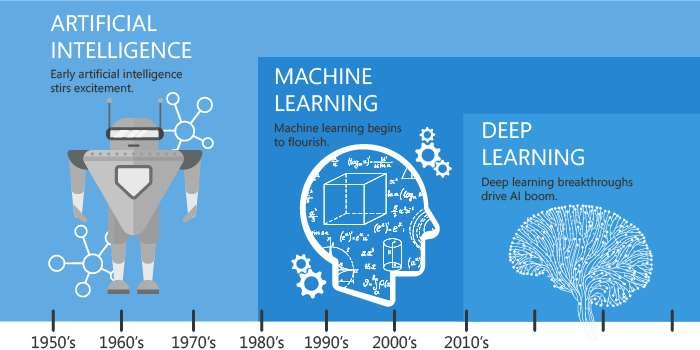 ARTIFICIAL
INTELLIGENCE
Early artificial intelligence
stirs excitement.
MACHINE
LEARNING
Machine learning begins
to flourish.
DEEP
LEARNING
Deep learning breakthroughs
drive AI boom.
1950's 1960's 1970's 1980's 1990's 2000's 2010's